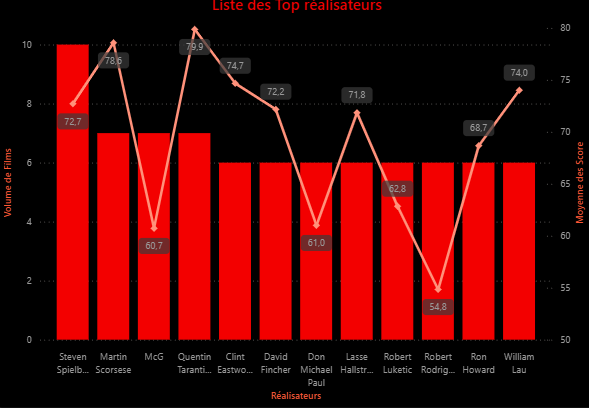 Liste des Top réalisateurs
10
8
6
4
2
0
Volume de Films
80
75
70
65
60
55
50
Moyenne des Score
72,7
78,6
60,7
79,9
74,7
72,2
61,0
71,8
62,8
54,8
68,7
74,0
Steven
Spielb...
Martin
Scorsese
McG
Quentin
Taranti...
Clint
Eastwo...
David
Fincher
Don
Michael
Paul
Lasse
Hallstr...
Robert
Luketic
Robert
Rodrig...
Ron
Howard
William
Lau
Réalisateurs